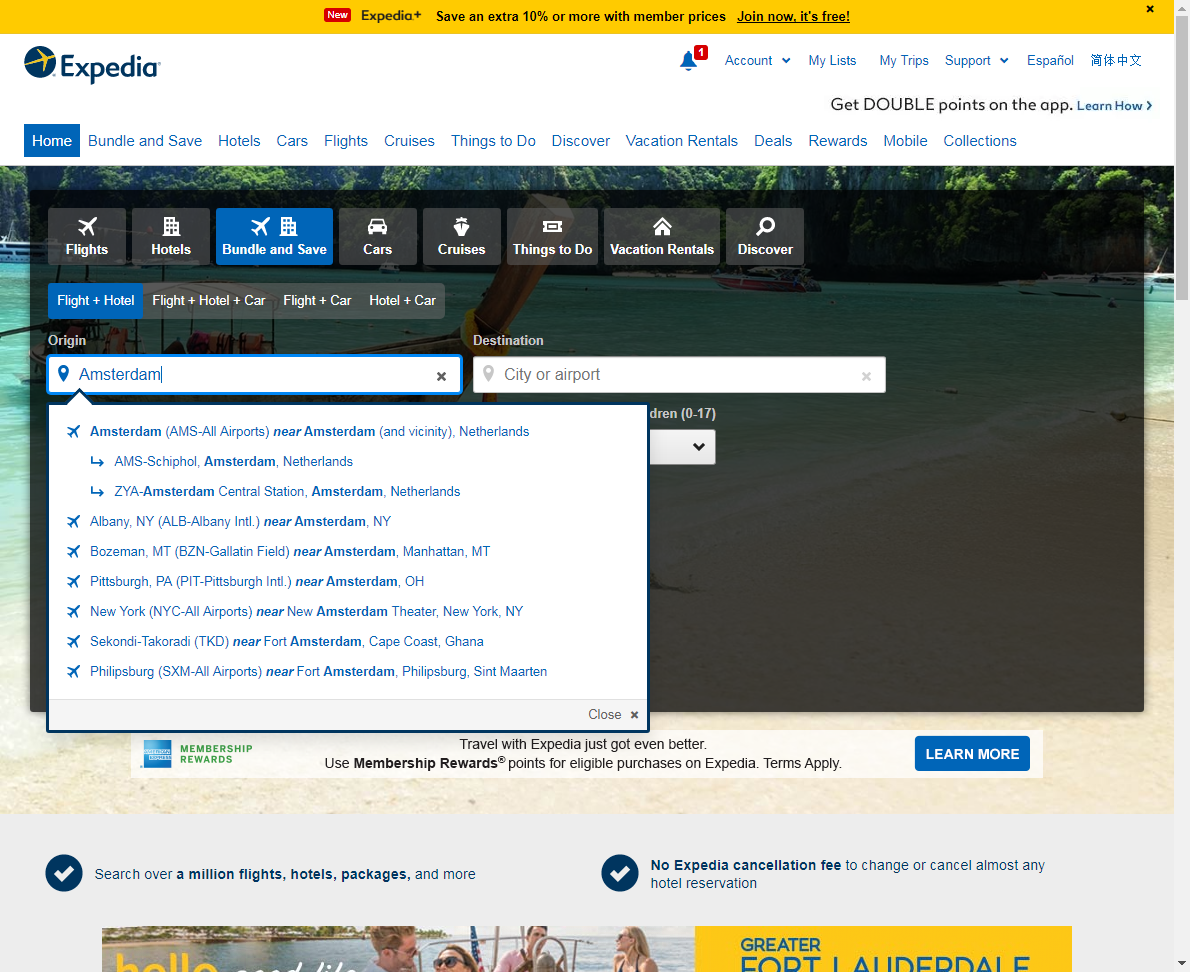 New Expedia+ Save an extra 10% or more with member prices Join now, it's free!
Expedia
1 Account My Lists My Trips Support Español 简体中文
Get DOUBLE points on the app. Learn How
Home Bundle and Save Hotels Cars Flights Cruises Things to Do Discover Vacation Rentals Deals Rewards Mobile Collections
Flights Hotels Bundle and Save Cars Cruises Things to Do Vacation Rentals Discover
Flight + Hotel Flight + Hotel + Car Flight + Car Hotel + Car
Origin Destination
Amsterdam City or airport
dren (0-17)
Amsterdam (AMS-All Airports) near Amsterdam (and vicinity), Netherlands
AMS-Schiphol, Amsterdam, Netherlands
ZYA-Amsterdam Central Station, Amsterdam, Netherlands
Albany, NY (ALB-Albany Intl.) near Amsterdam, NY
Bozeman, MT (BZN-Gallatin Field) near Amsterdam, Manhattan, MT
Pittsburgh, PA (PIT-Pittsburgh Intl.) near Amsterdam, OH
New York (NYC-All Airports) near New Amsterdam Theater, New York, NY
Sekondi-Takoradi (TKD) near Fort Amsterdam, Cape Coast, Ghana
Philipsburg (SXM-All Airports) near Fort Amsterdam, Philipsburg, Sint Maarten
Close
AMERICAN EXPRESS
MEMBERSHIP
REWARDS
Travel with Expedia just got even better.
Use Membership Rewards® points for eligible purchases on Expedia. Terms Apply.
LEARN MORE
Search over a million flights, hotels, packages, and more
No Expedia cancellation fee to change or cancel almost any
hotel reservation
hello good life
GREATER
FORT LAUDERDALE